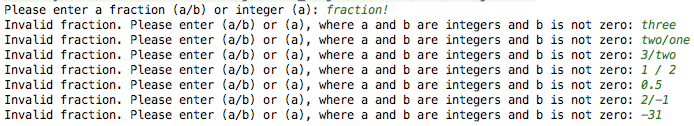 Please enter a fraction (a/b) or integer (a): fraction!
Invalid fraction. Please enter (a/b) or (a), where a and b are integers and b is not zero: three
Invalid fraction. Please enter (a/b) or (a), where a and b are integers and b is not zero: two/one
Invalid fraction. Please enter (a/b) or (a), where a and b are integers and b is not zero: 3/two
Invalid fraction. Please enter (a/b) or (a), where a and b are integers and b is not zero: 1 / 2
Invalid fraction. Please enter (a/b) or (a), where a and b are integers and b is not zero: 0.5
Invalid fraction. Please enter (a/b) or (a), where a and b are integers and b is not zero: 2/-1
Invalid fraction. Please enter (a/b) or (a), where a and b are integers and b is not zero: -31